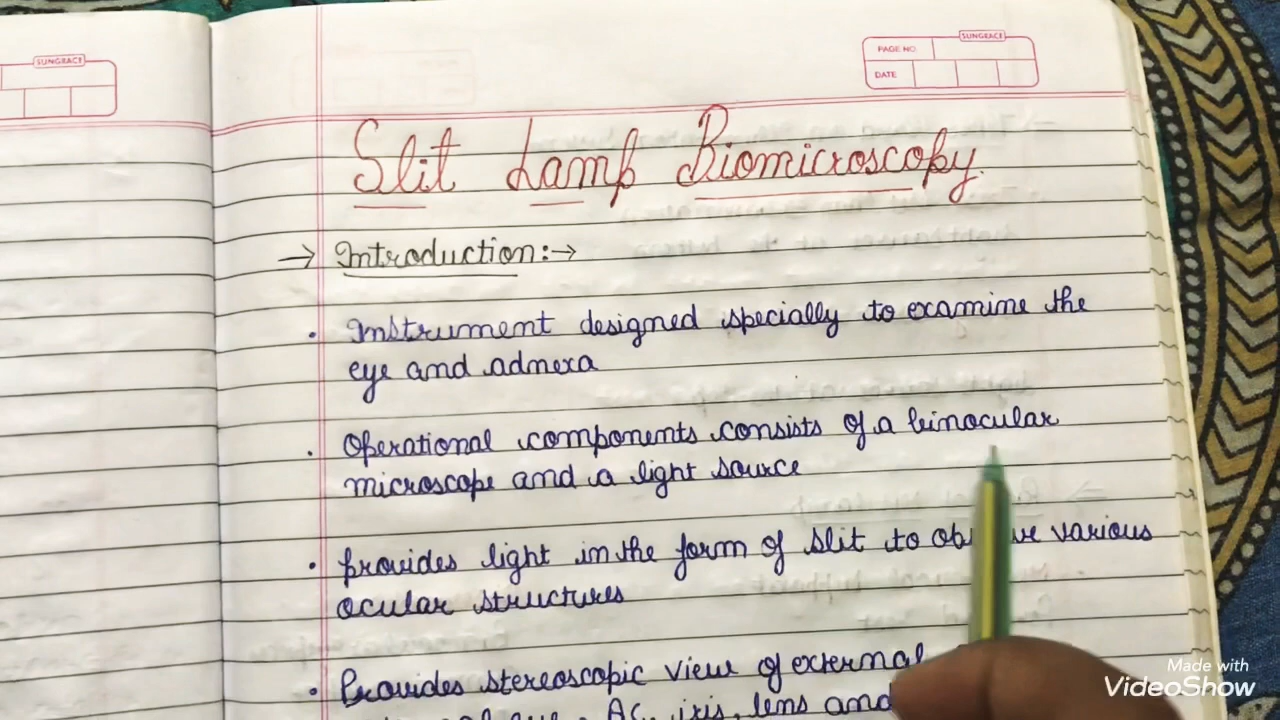 SUNGRACE
SUNGRACE
PAGE NO
DATE
Slit Lamp Biomicroscopy.
→ Introduction:→
• Instrument designed specially to examine the
eye and adnexa
• Operational components consists of a binocular
microscope and a light source
• provides light in the form of slit to various
ocular structures
• Provides stereoscopic view of external
eye, AC, iris, lens and
Made with
VideoShow